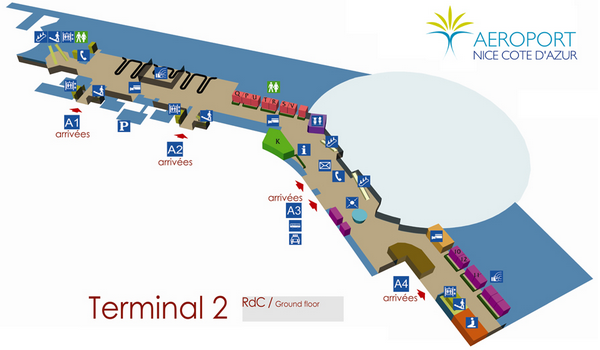 AEROPORT
NICE COTE D'AZUR
A1
arrivées
P
A2
arrivées
K
i
arrivées
A3
A4
arrivées
Terminal 2
RdC / Ground floor